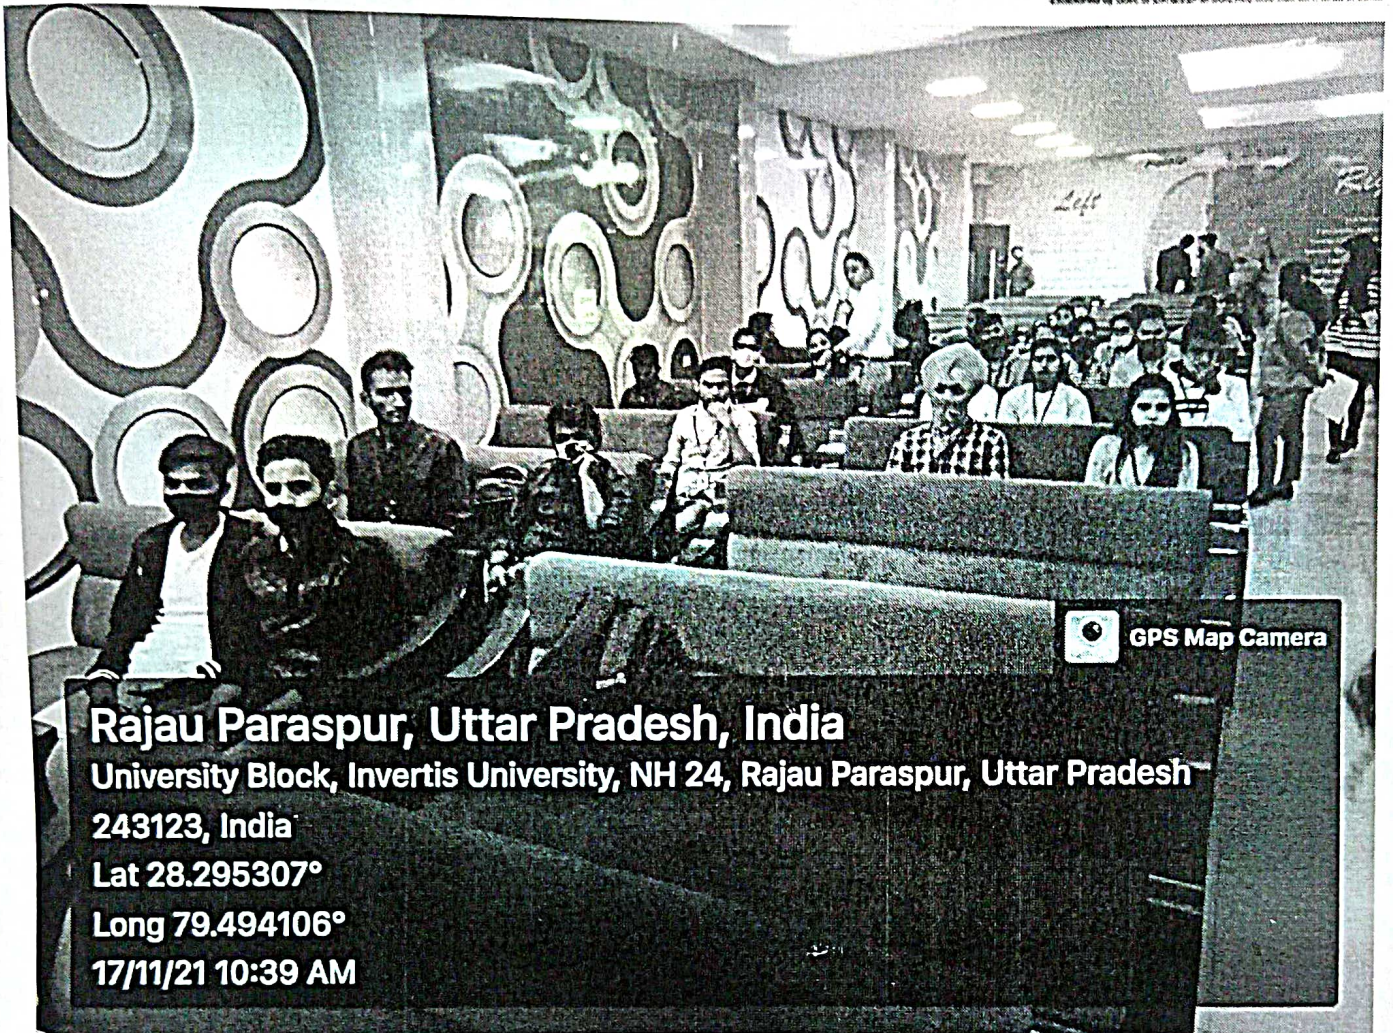 Left
Ri
GPS Map Camera
Rajau Paraspur, Uttar Pradesh, India
University Block, Invertis University, NH 24, Rajau Paraspur, Uttar Pradesh
243123, India
Lat 28.295307°
Long 79.494106°
17/11/21 10:39 AM